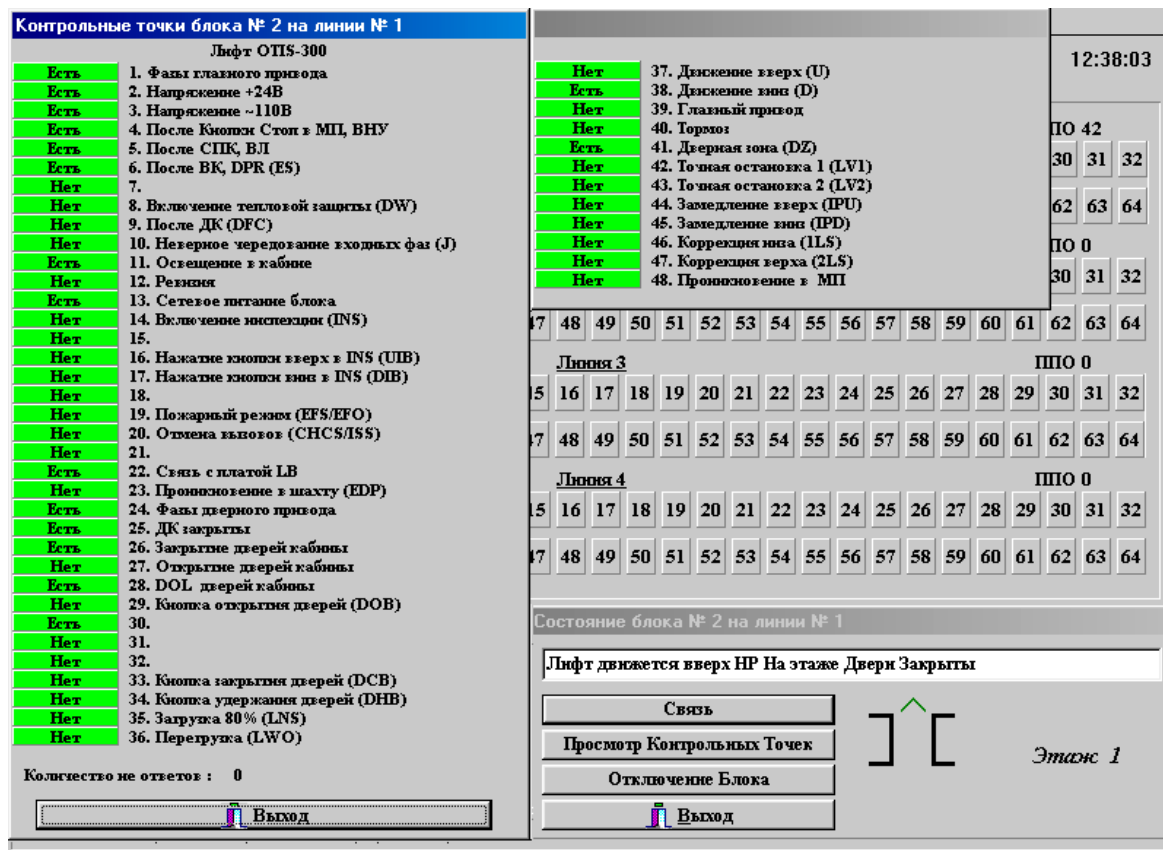 Контрольные точки блока № 2 на линии № 1
Лифт OTIS-300
Есть 1. Фазы главного привода
Есть 2. Напряжение +24В
Есть 3. Напряжение ~110В
Есть 4. После Кнопки Стоп в МП, ВНУ
Есть 5. После СПК, ВЛ
Есть 6. После ВК, DPR (ES)
Нет 7.
Нет 8. Включение тепловой защиты (DW)
Нет 9. После ДК (DFC)
Нет 10. Неверное чередование входных фаз (J)
Есть 11. Освещение в кабине
Нет 12. Ревизия
Есть 13. Сетевое питание блока
Нет 14. Включение инспекции (INS)
Нет 15.
Нет 16. Нажатие кнопки вверх в INS (UIB)
Нет 17. Нажатие кнопки вниз в INS (DIB)
Нет 18.
Нет 19. Пожарный режим (EFS/EFO)
Нет 20. Отмена вызовов (CHCS/ISS)
Нет 21.
Есть 22. Связь с платой LB
Нет 23. Проникновение в шахту (EDP)
Есть 24. Фазы дверного привода
Есть 25. ДК закрыты
Есть 26. Закрытие дверей кабины
Нет 27. Открытие дверей кабины
Есть 28. DOL дверей кабины
Нет 29. Кнопка открытия дверей (DOB)
Есть 30.
Нет 31.
Нет 32.
Нет 33. Кнопка закрытия дверей (DCB)
Нет 34. Кнопка удержания дверей (DHB)
Нет 35. Загрузка 80% (LNS)
Нет 36. Перегрузка (LWO)
Количество не ответов : 0
Выход
Нет 37. Движение вверх (U)
Есть 38. Движение вниз (D)
Нет 39. Главный привод
Нет 40. Тормоз
Есть 41. Дверная зона (DZ)
Нет 42. Точная остановка 1 (LV1)
Нет 43. Точная остановка 2 (LV2)
Нет 44. Замедление вверх (IPU)
Нет 45. Замедление вниз (IPD)
Нет 46. Коррекция низа (1LS)
Нет 47. Коррекция верха (2LS)
Нет 48. Проникновение в МП
12:38:03
ПО 42
30 31 32
62 63 64
ПО 0
30 31 32
47 48 49 50 51 52 53 54 55 56 57 58 59 60 61 62 63 64
Линия 3 ППО 0
15 16 17 18 19 20 21 22 23 24 25 26 27 28 29 30 31 32
47 48 49 50 51 52 53 54 55 56 57 58 59 60 61 62 63 64
Линия 4 ППО 0
15 16 17 18 19 20 21 22 23 24 25 26 27 28 29 30 31 32
47 48 49 50 51 52 53 54 55 56 57 58 59 60 61 62 63 64
Состояние блока № 2 на линии № 1
Лифт движется вверх НР На этаже Двери Закрыты
Связь
Просмотр Контрольных Точек
Отключение Блока
Выход
Этаж 1